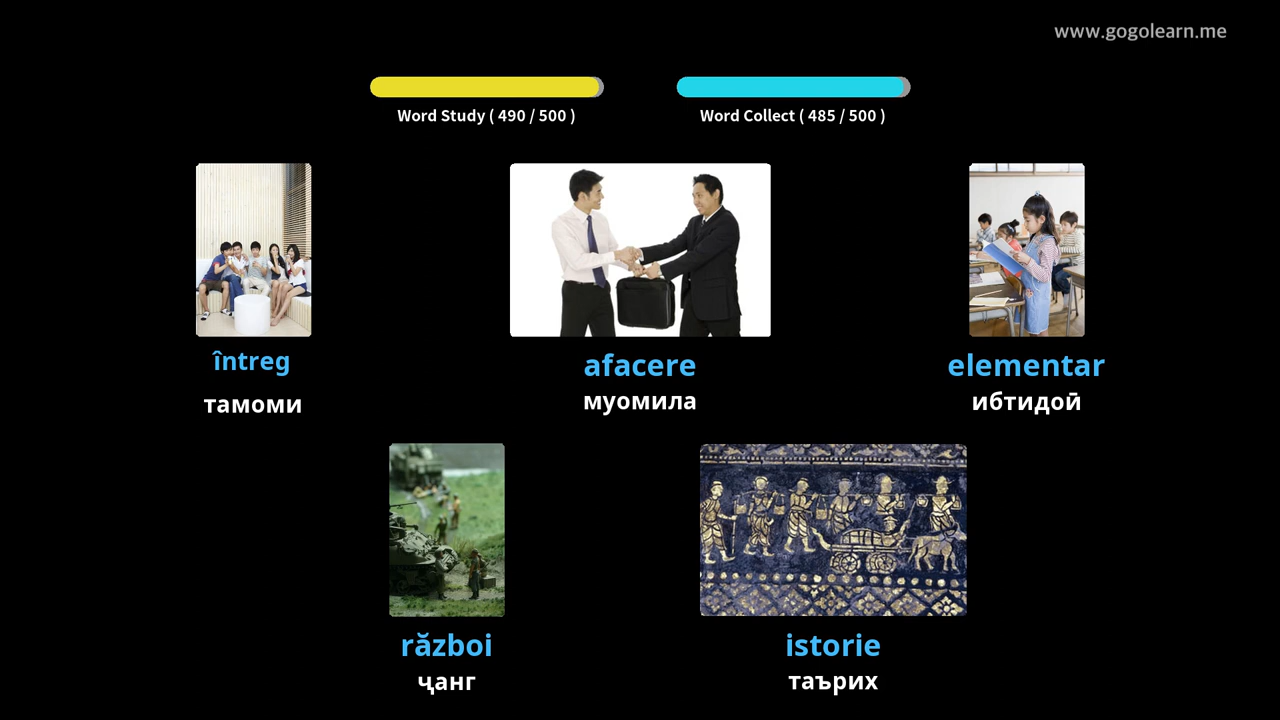 www.gogolearn.me
Word Study ( 490 / 500 )
Word Collect ( 485 / 500 )
întreg
тамоми
afacere
муомила
elementar
ибтидоӣ
război
ҷанг
istorie
таърих